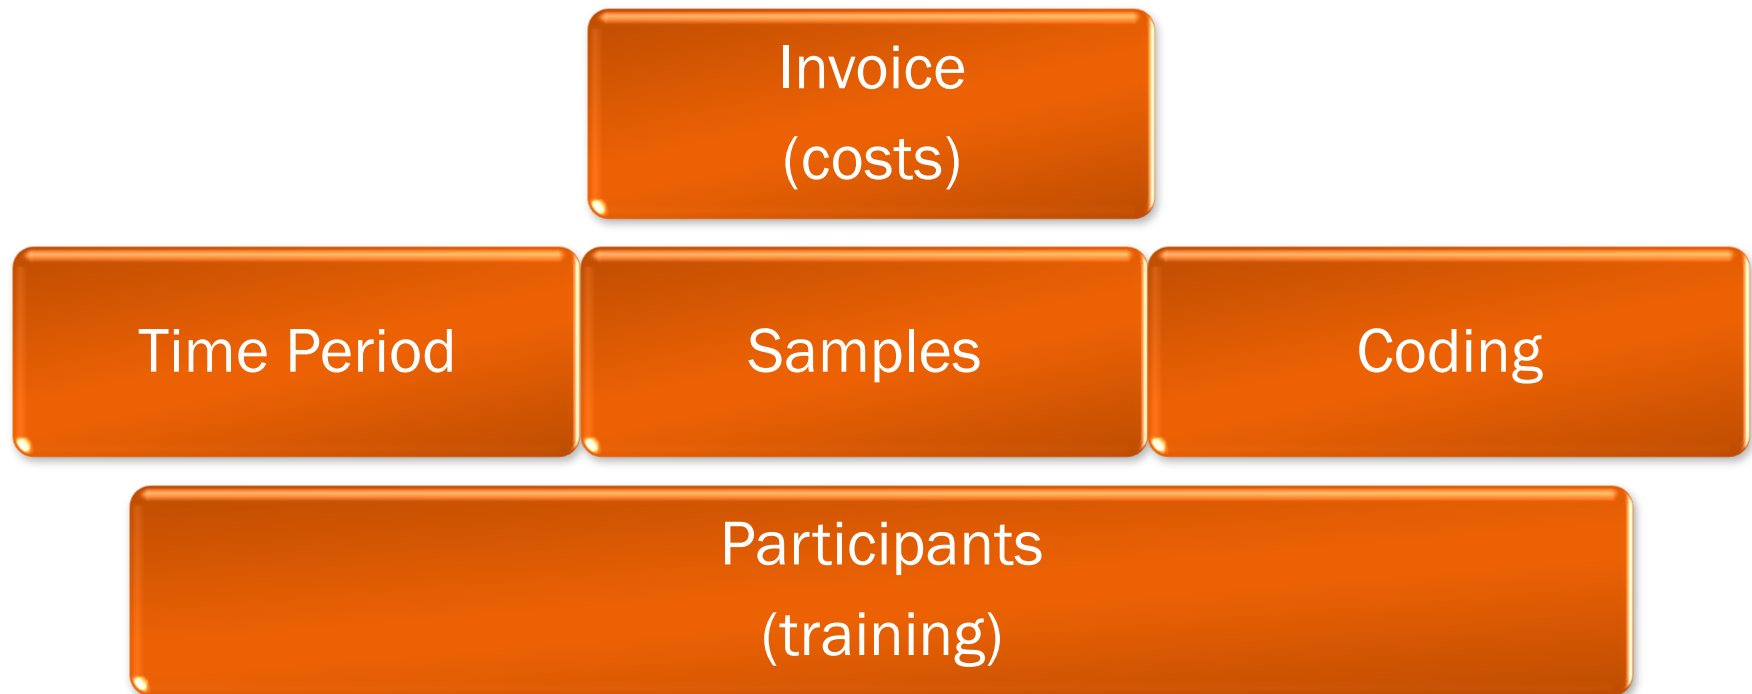 Invoice
(costs)
Time Period
Samples
Coding
Participants
(training)